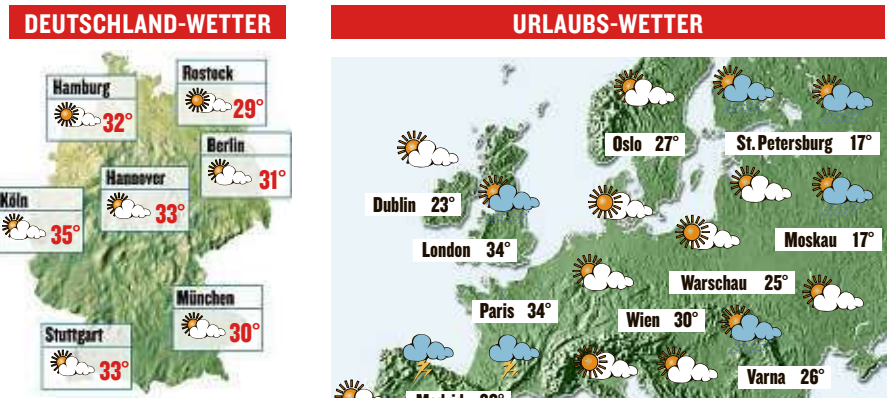 DEUTSCHLAND-WETTER
Hamburg
32°
Rostock
29°
Berlin
31°
Hannover
33°
Köln
35°
München
30°
Stuttgart
33°
URLAUBS-WETTER
Oslo 27°
St. Petersburg 17°
Dublin 23°
London 34°
Moskau 17°
Warschau 25°
Paris 34°
Wien 30°
Varna 26°